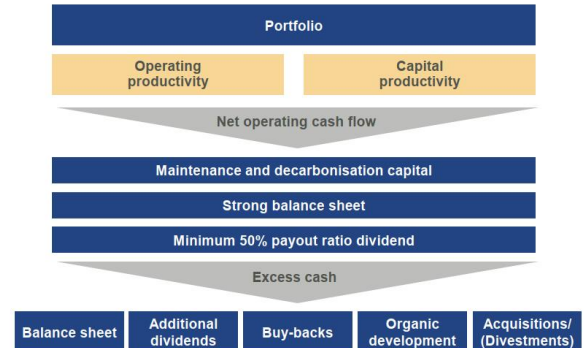 Portfolio
Operating
productivity
Capital
productivity
Net operating cash flow
Maintenance and decarbonisation capital
Strong balance sheet
Minimum 50% payout ratio dividend
Excess cash
Balance sheet
Additional
dividends
Buy-backs
Organic
development
Acquisitions/
(Divestments)